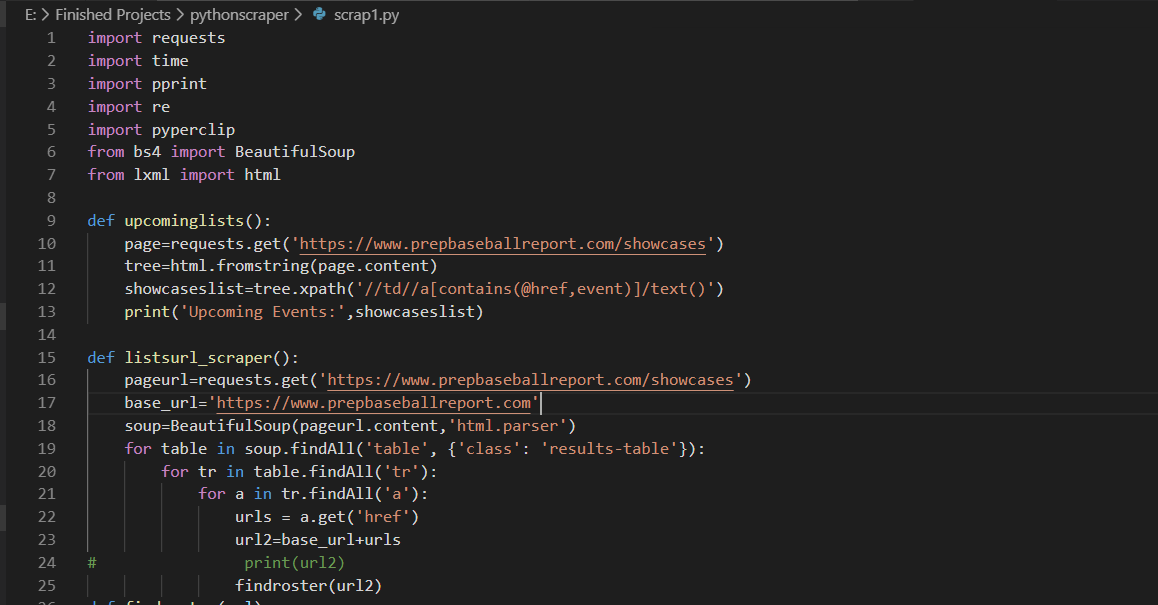 E: > Finished Projects > pythonscraper > scrap1.py
1 import requests
2 import time
3 import pprint
4 import re
5 import pyperclip
6 from bs4 import BeautifulSoup
7 from lxml import html
8
9 def upcominglists():
10     page=requests.get('https://www.prepbaseballreport.com/showcases')
11     tree=html.fromstring(page.content)
12     showcaseslist=tree.xpath('//td//a[contains(@href,event)]/text()')
13     print('Upcoming Events:',showcaseslist)
14
15 def listsurl_scraper():
16     pageurl=requests.get('https://www.prepbaseballreport.com/showcases')
17     base_url='https://www.prepbaseballreport.com'
18     soup=BeautifulSoup(pageurl.content,'html.parser')
19     for table in soup.findAll('table', {'class': 'results-table'}):
20         for tr in table.findAll('tr'):
21             for a in tr.findAll('a'):
22                 urls = a.get('href')
23                 url2=base_url+urls
24 #                print(url2)
25                 findroster(url2)